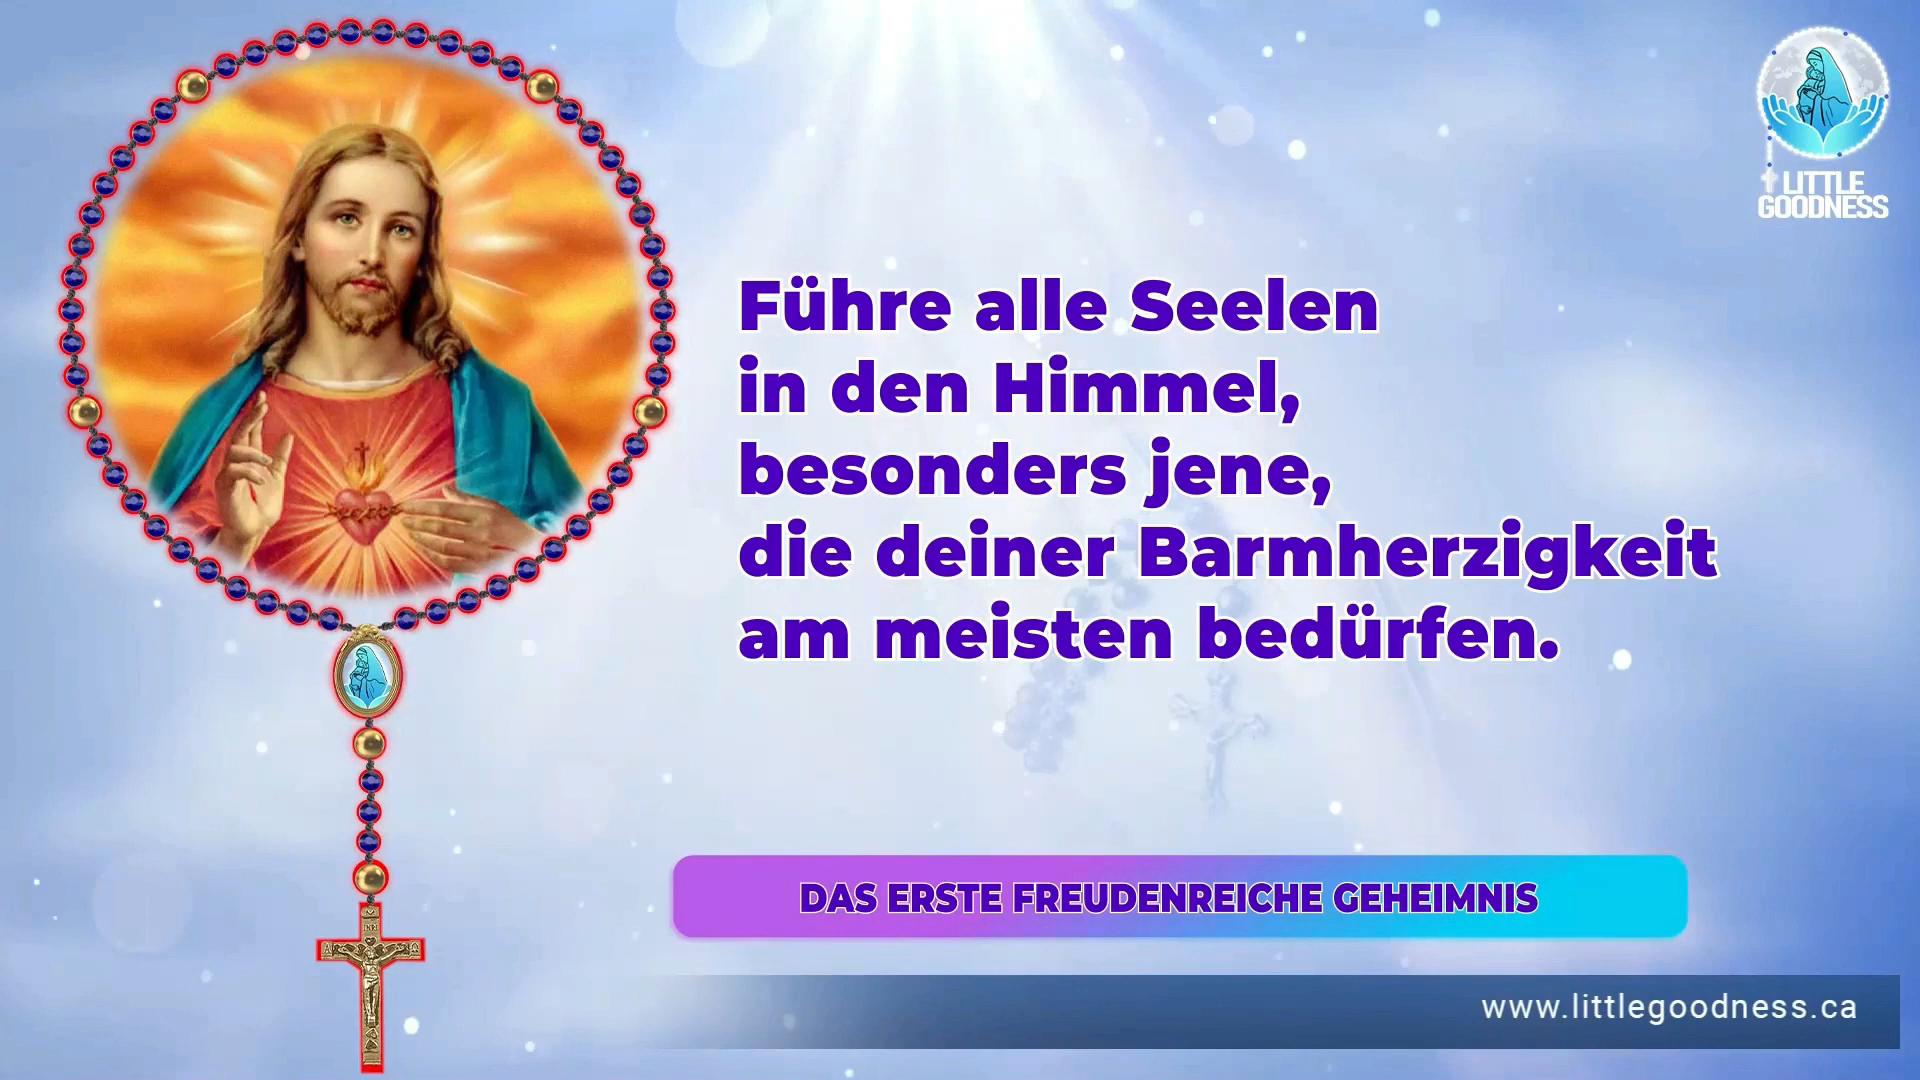 LITTLE
GOODNESS
Führe alle Seelen
in den Himmel,
besonders jene,
die deiner Barmherzigkeit
am meisten bedürfen.
INRI
A Ω
DAS ERSTE FREUDENREICHE GEHEIMNIS
www.littlegoodness.ca